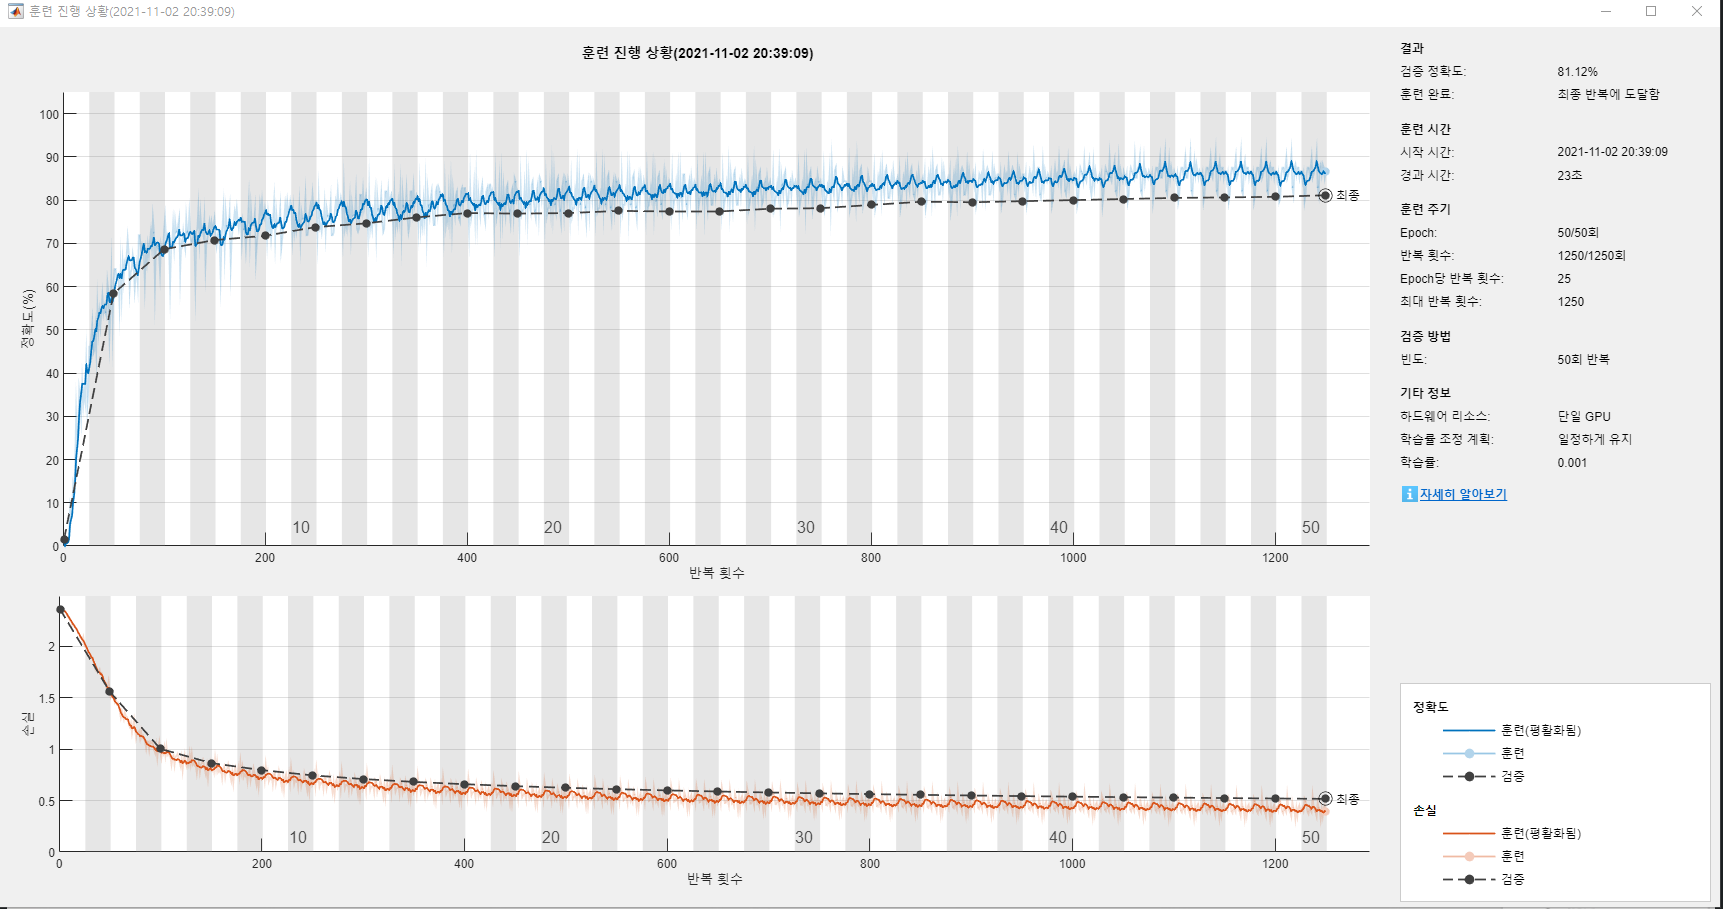 훈련 진행 상황(2021-11-02 20:39:09)
훈련 진행 상황(2021-11-02 20:39:09)
정확도(%)
100
90
80
70
60
50
40
30
20
10
0
최종
10 20 30 40 50
0 200 400 600 800 1000 1200
반복 횟수
손실
2
1.5
1
0.5
0
최종
10 20 30 40 50
0 200 400 600 800 1000 1200
반복 횟수
결과
검증 정확도: 81.12%
훈련 완료: 최종 반복에 도달함
훈련 시간
시작 시간: 2021-11-02 20:39:09
경과 시간: 23초
훈련 주기
Epoch: 50/50회
반복 횟수: 1250/1250회
Epoch당 반복 횟수: 25
최대 반복 횟수: 1250
검증 방법
빈도: 50회 반복
기타 정보
하드웨어 리소스: 단일 GPU
학습률 조정 계획: 일정하게 유지
학습률: 0.001
자세히 알아보기
정확도
훈련(평활화됨)
훈련
검증
손실
훈련(평활화됨)
훈련
검증